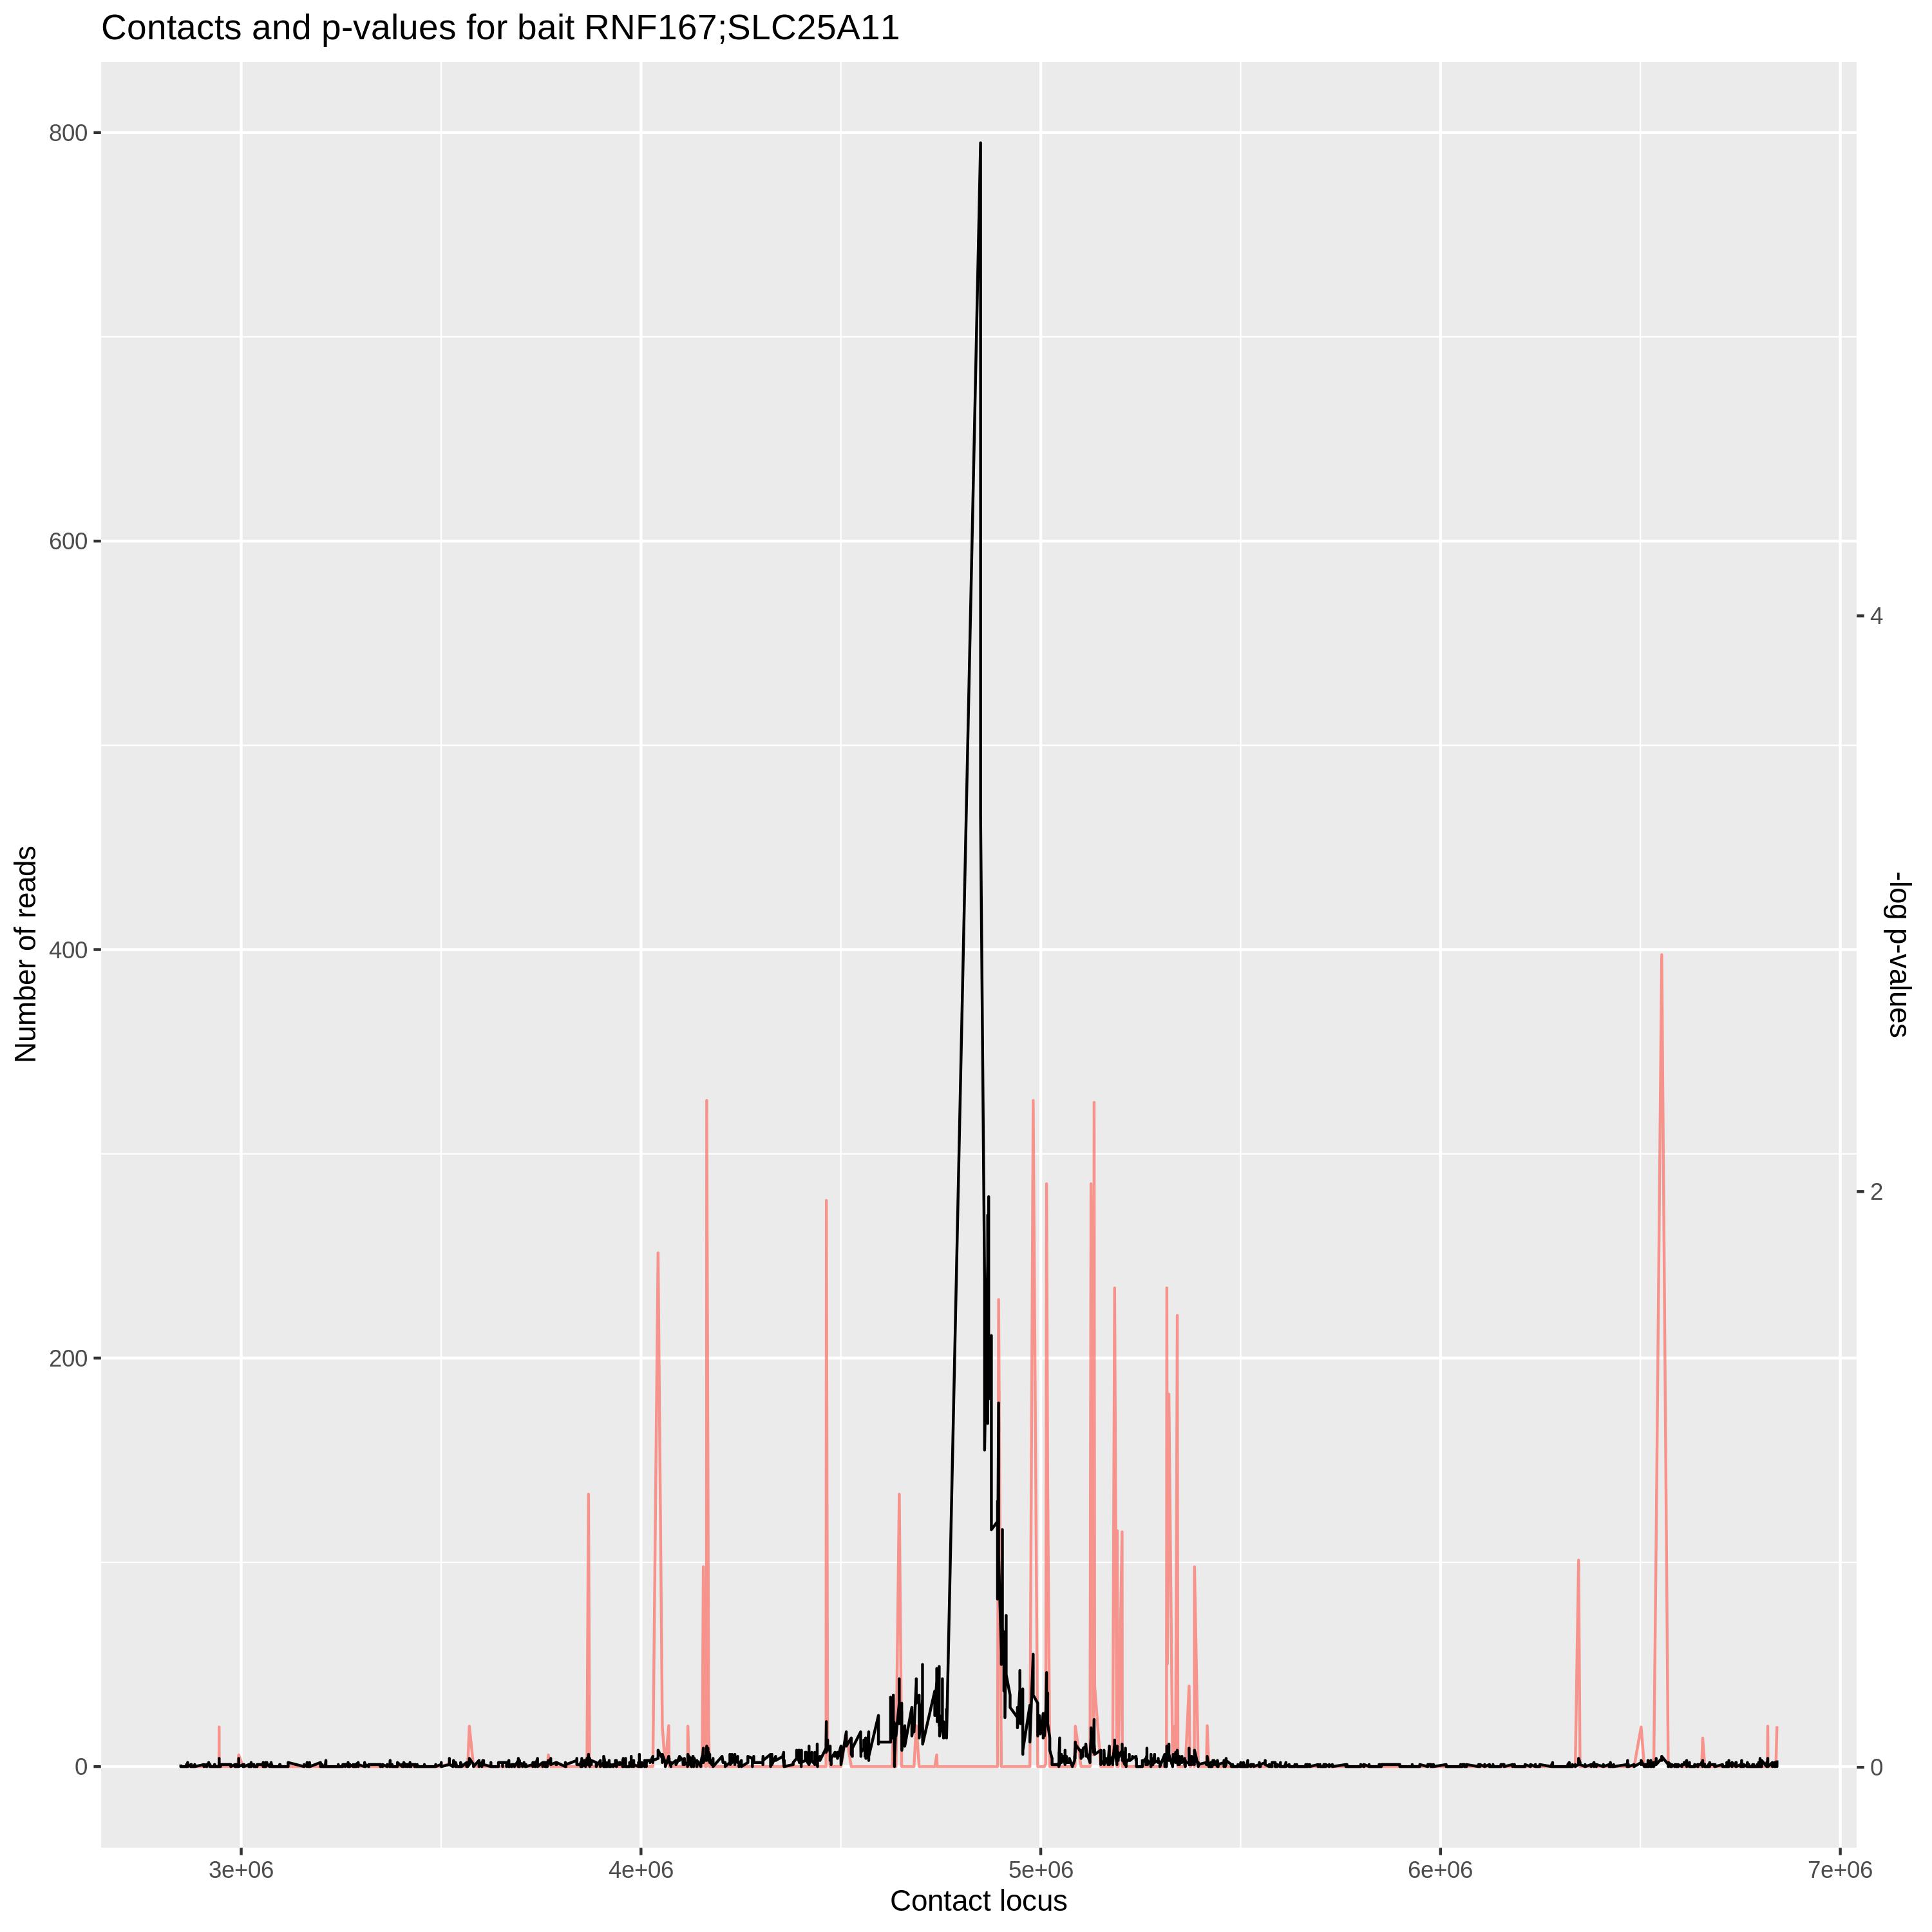 Contacts and p-values for bait RNF167;SLC25A11
800
600
400
200
0
Number of reads
4
2
0
-log p-values
3e+06
4e+06
5e+06
6e+06
7e+06
Contact locus